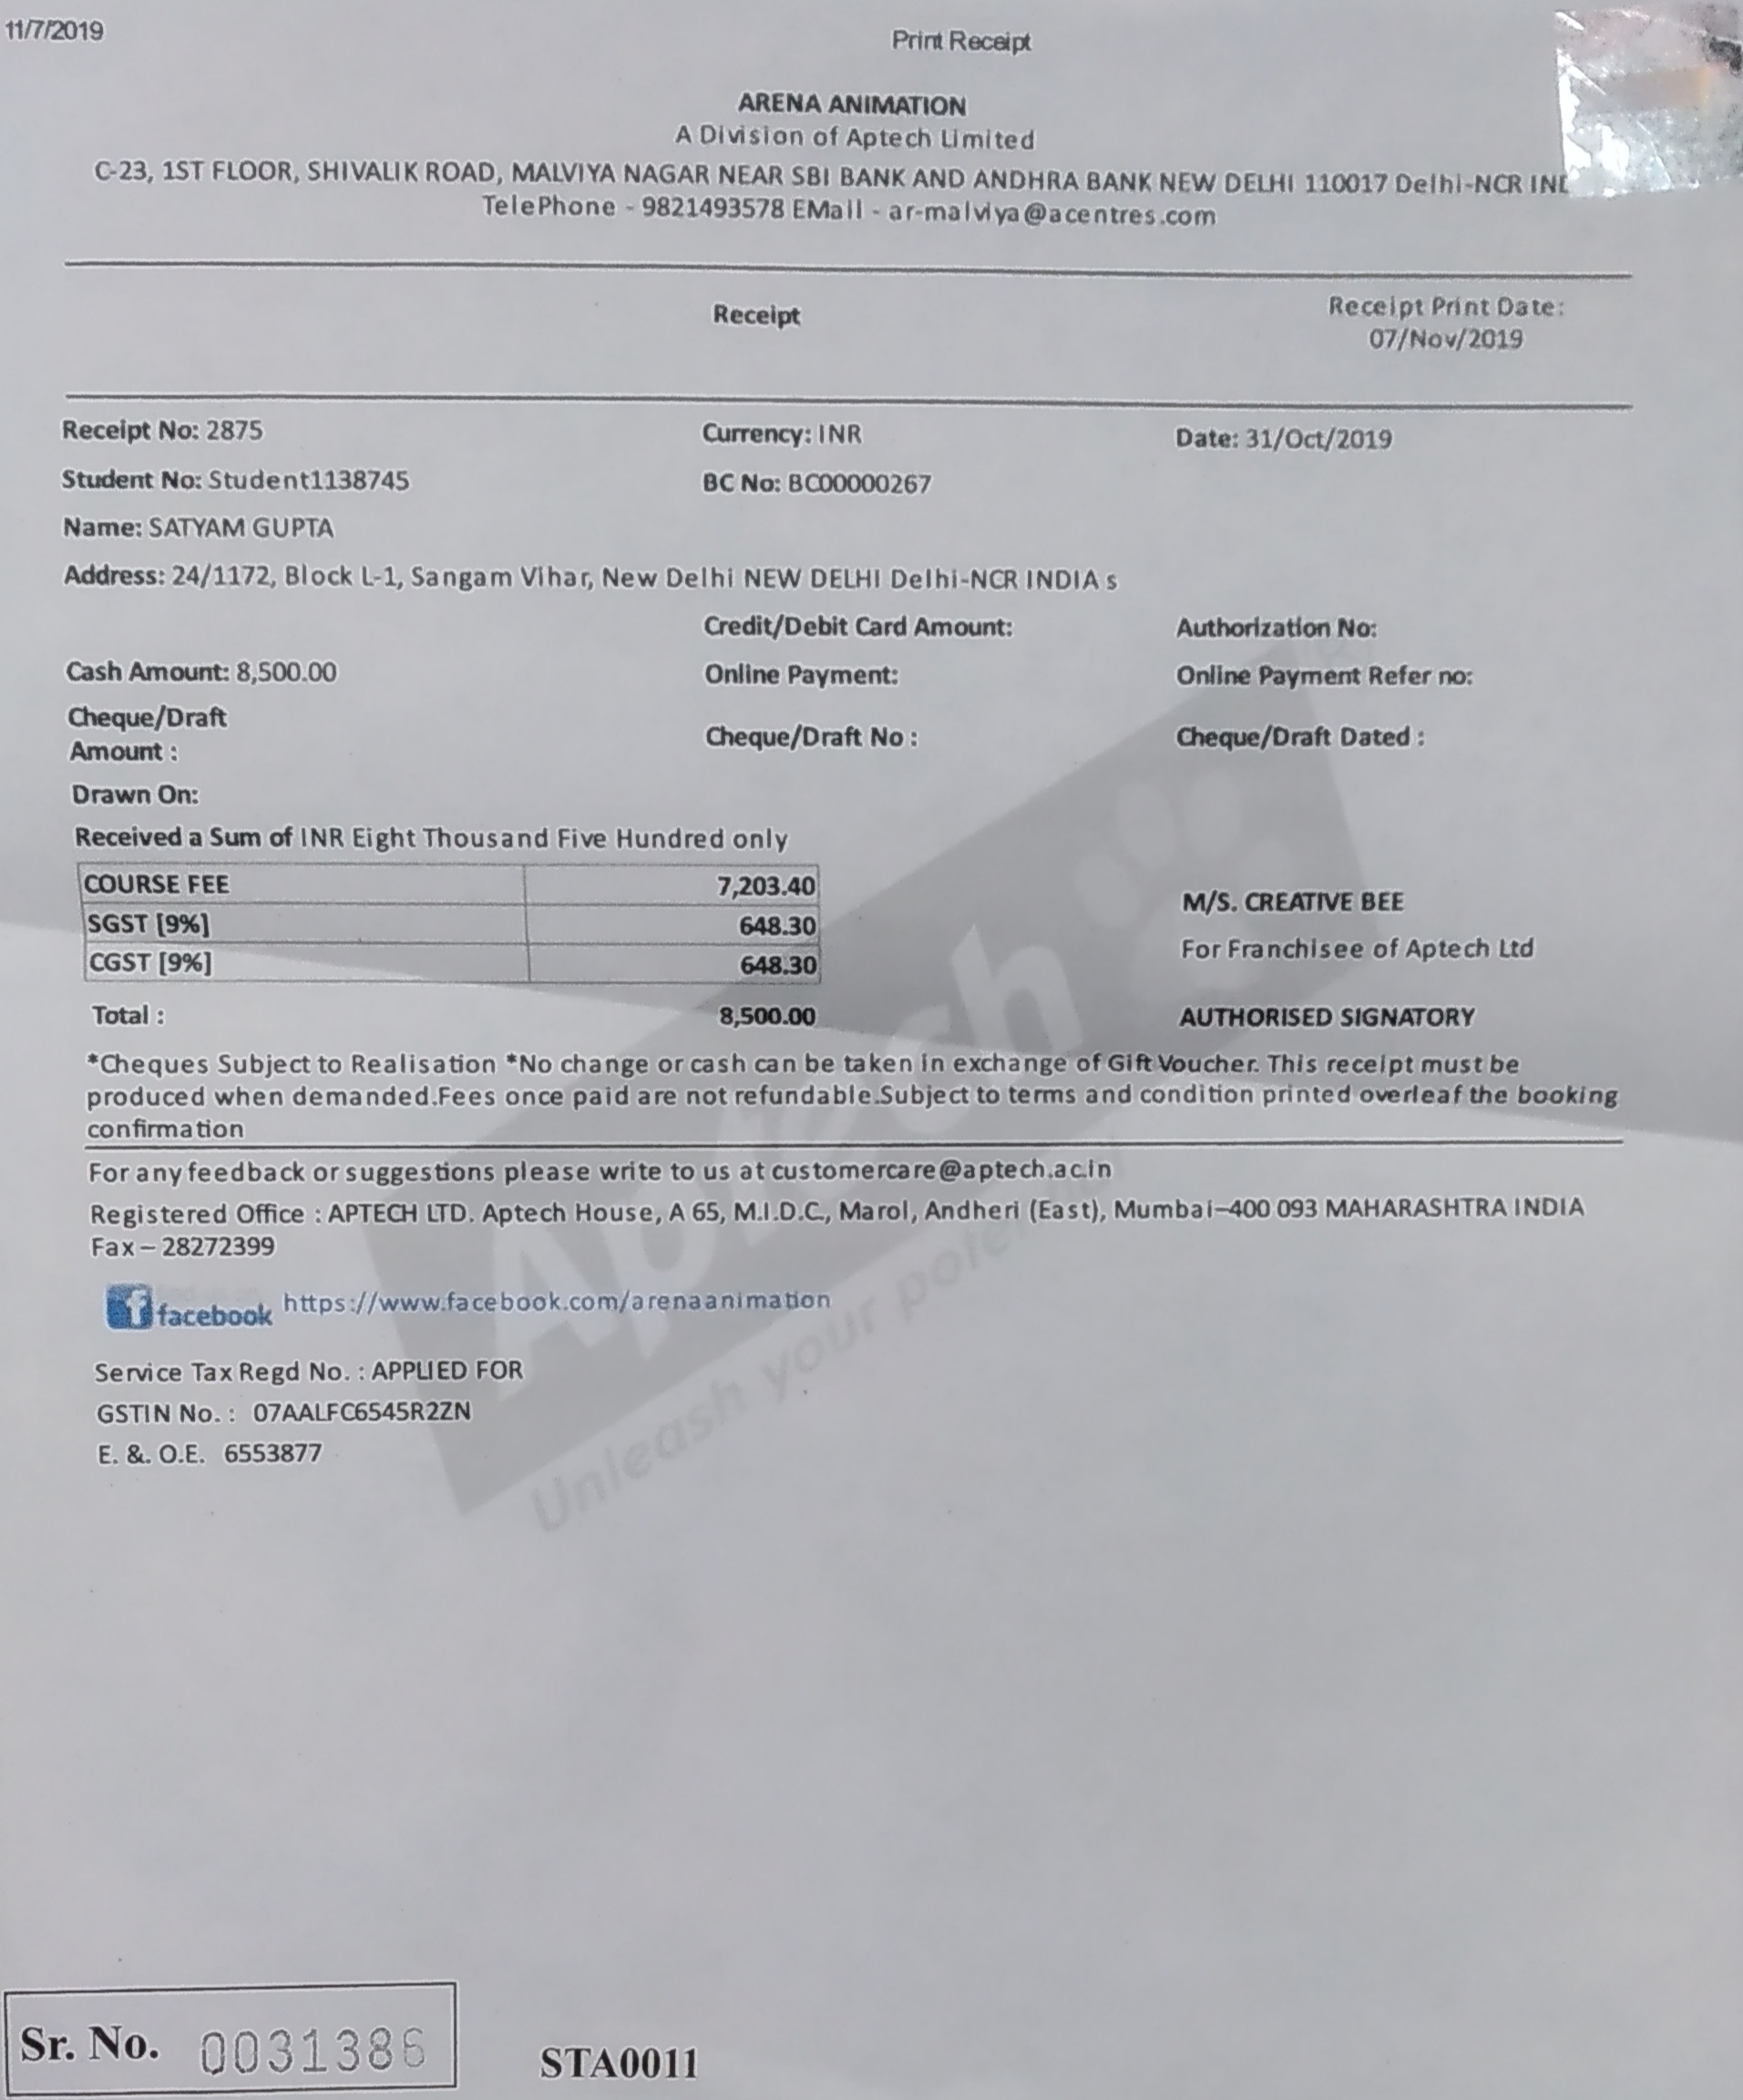 11/7/2019
Print Receipt
ARENA ANIMATION
A Division of Aptech Limited
C-23, 1ST FLOOR, SHIVALIK ROAD, MALVIYA NAGAR NEAR SBI BANK AND ANDHRA BANK NEW DELHI 110017 Delhi-NCR
TelePhone - 9821493578 EMail - ar-malviya@acentres.com
Receipt
Receipt Print Date:
07/Nov/2019
Receipt No: 2875 Currency: INR Date: 31/Oct/2019
Student No: Student1138745 BC No: BC00000267
Name: SATYAM GUPTA
Address: 24/1172, Block L-1, Sangam Vihar, New Delhi NEW DELHI Delhi-NCR INDIA s
Credit/Debit Card Amount: Authorization No:
Cash Amount: 8,500.00 Online Payment: Online Payment Refer no:
Cheque/Draft
Amount : Cheque/Draft No : Cheque/Draft Dated :
Drawn On:
Received a Sum of INR Eight Thousand Five Hundred only
COURSE FEE 7,203.40
SGST [9%] 648.30
CGST [9%] 648.30
Total : 8,500.00
M/S. CREATIVE BEE
For Franchisee of Aptech Ltd
AUTHORISED SIGNATORY
*Cheques Subject to Realisation *No change or cash can be taken in exchange of Gift Voucher. This receipt must be
produced when demanded.Fees once paid are not refundable.Subject to terms and condition printed overleaf the booking
confirmation
For any feedback or suggestions please write to us at customercare@aptech.ac.in
Registered Office : APTECH LTD. Aptech House, A 65, M.I.D.C., Marol, Andheri (East), Mumbai–400 093 MAHARASHTRA INDIA
Fax – 28272399
facebook https://www.facebook.com/arenaanimation
Service Tax Regd No. : APPLIED FOR
GSTIN No. : 07AALFC6545R2ZN
E. &. O.E. 6553877
Aptech
Unleash your potential
Sr. No. 0031386
STA0011